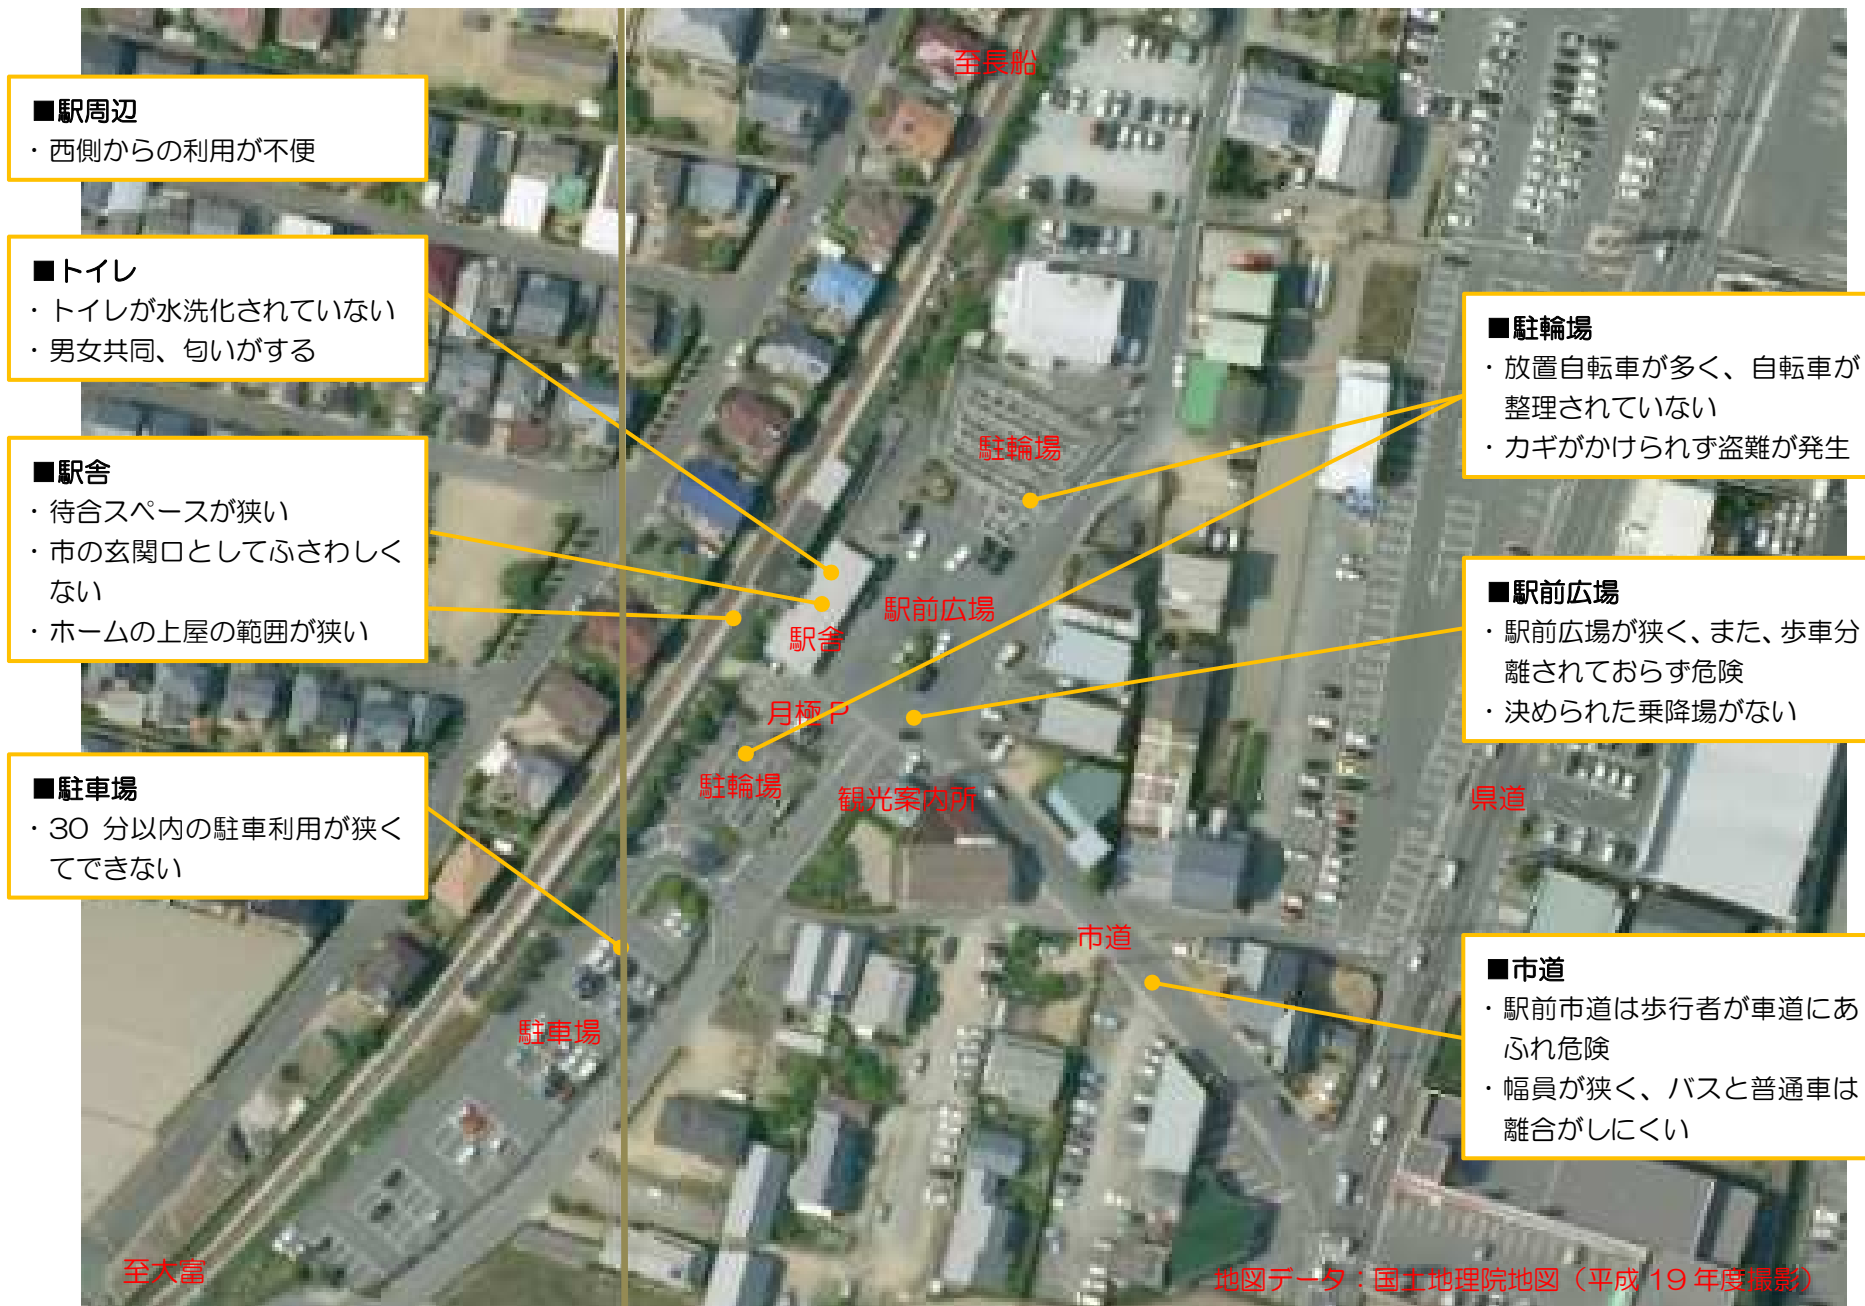 ■駅周辺
・西側からの利用が不便
■トイレ
・トイレが水洗化されていない
・男女共同、匂いがする
■駅舎
・待合スペースが狭い
・市の玄関口としてふさわしく
ない
・ホームの上屋の範囲が狭い
■駐車場
・30 分以内の駐車利用が狭く
てできない
至長船
駐輪場
駅前広場
駅舎
月極 P
駐輪場
観光案内所
県道
市道
駐車場
至大富
■駐輪場
・放置自転車が多く、自転車が
整理されていない
・カギがかけられず盗難が発生
■駅前広場
・駅前広場が狭く、また、歩車分
離されておらず危険
・決められた乗降場がない
■市道
・駅前市道は歩行者が車道にあ
ふれ危険
・幅員が狭く、バスと普通車は
離合がしにくい
地図データ：国土地理院地図（平成 19 年度撮影）